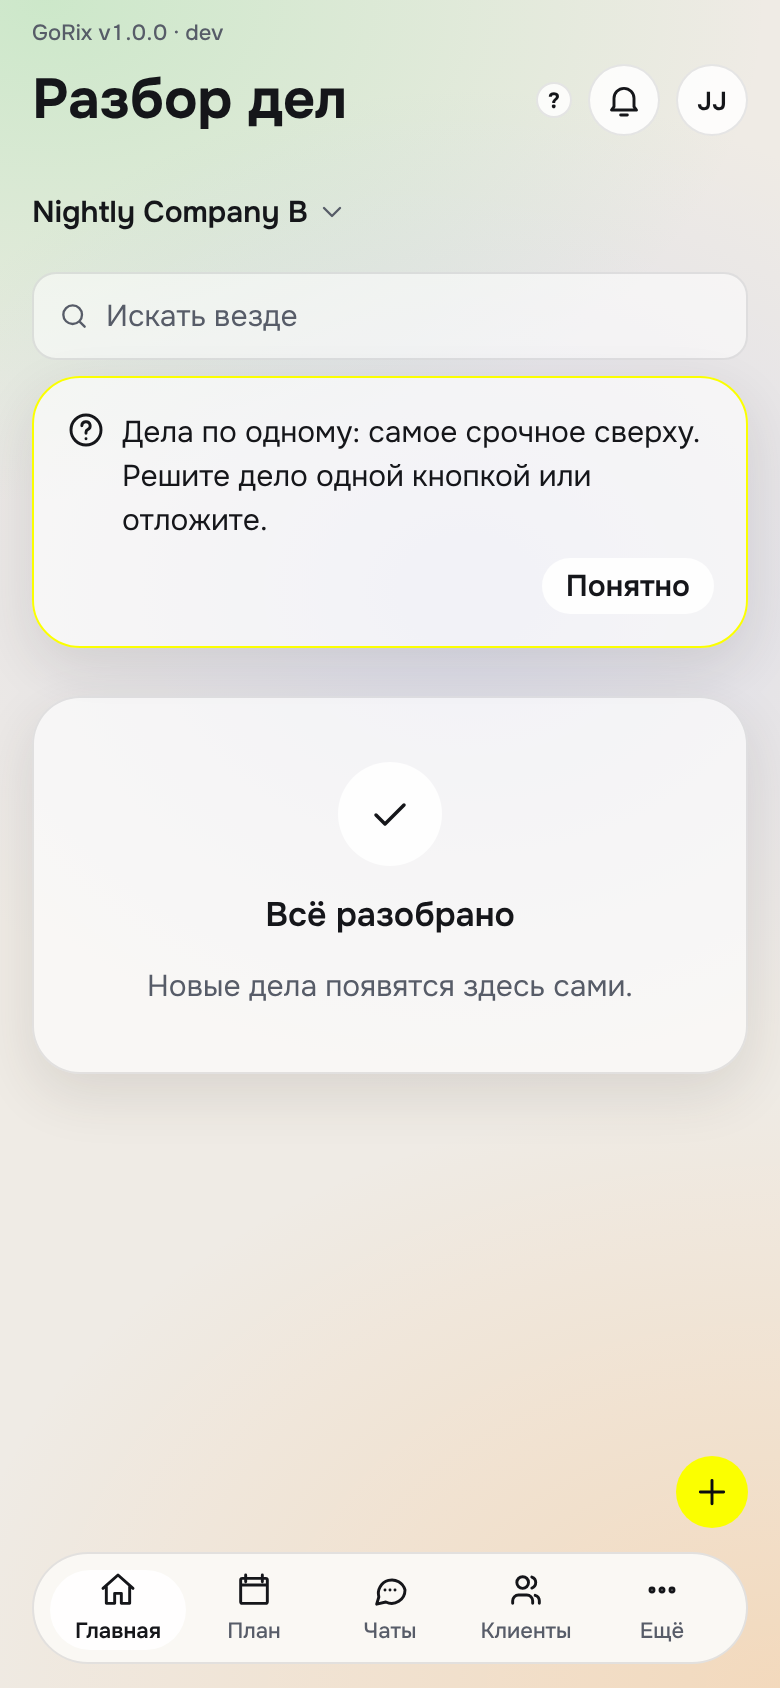 GoRix v1.0.0 · dev
Разбор дел
?
JJ
Nightly Company B
Искать везде
Дела по одному: самое срочное сверху.
Решите дело одной кнопкой или
отложите.
Понятно
Всё разобрано
Новые дела появятся здесь сами.
Главная
План
Чаты
Клиенты
Ещё